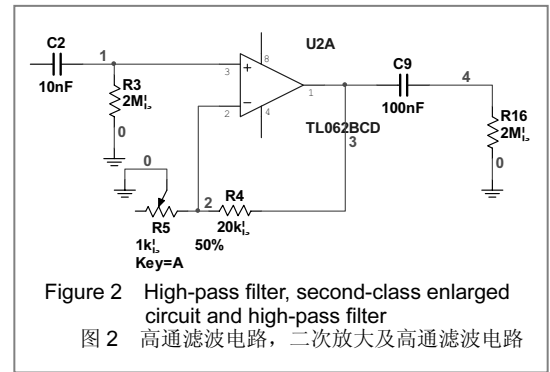 U2A
C2
10nF
1
R3
2M¦
0
3
2
8
4
1
TL062BCD
3
C9
100nF
4
R16
2M¦
0
0
2
R4
20k¦
R5
1k¦
50%
Key=A
Figure 2 High-pass filter, second-class enlarged
circuit and high-pass filter
图 2 高通滤波电路，二次放大及高通滤波电路